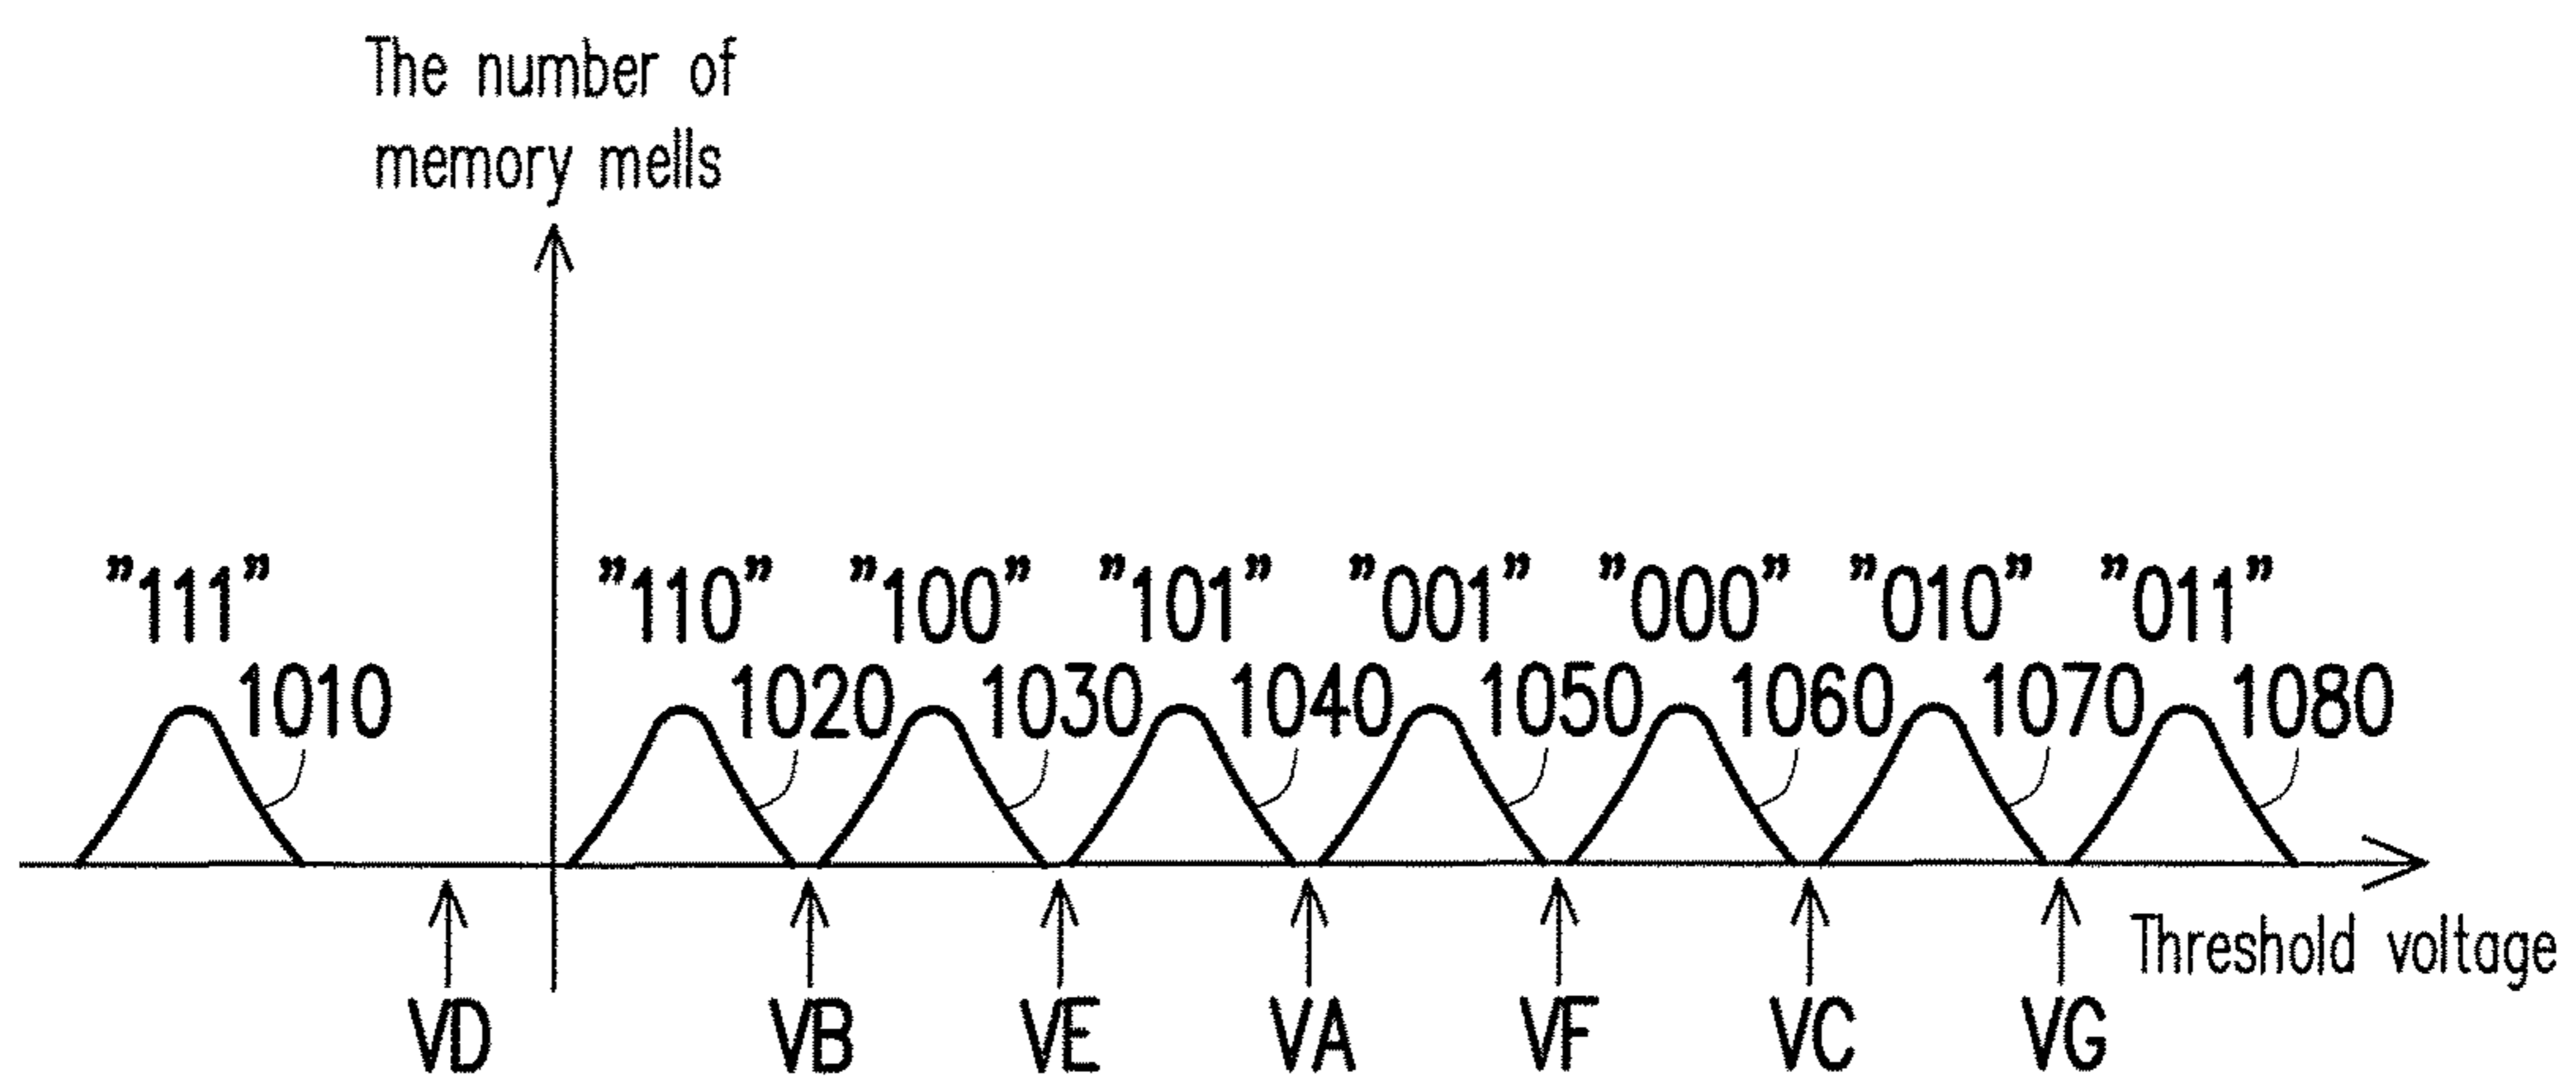 The number of
memory mells
”111” ”110” ”100” ”101” ”001” ”000” ”010” ”011”
1010 1020 1030 1040 1050 1060 1070 1080
Threshold voltage
VD VB VE VA VF VC VG